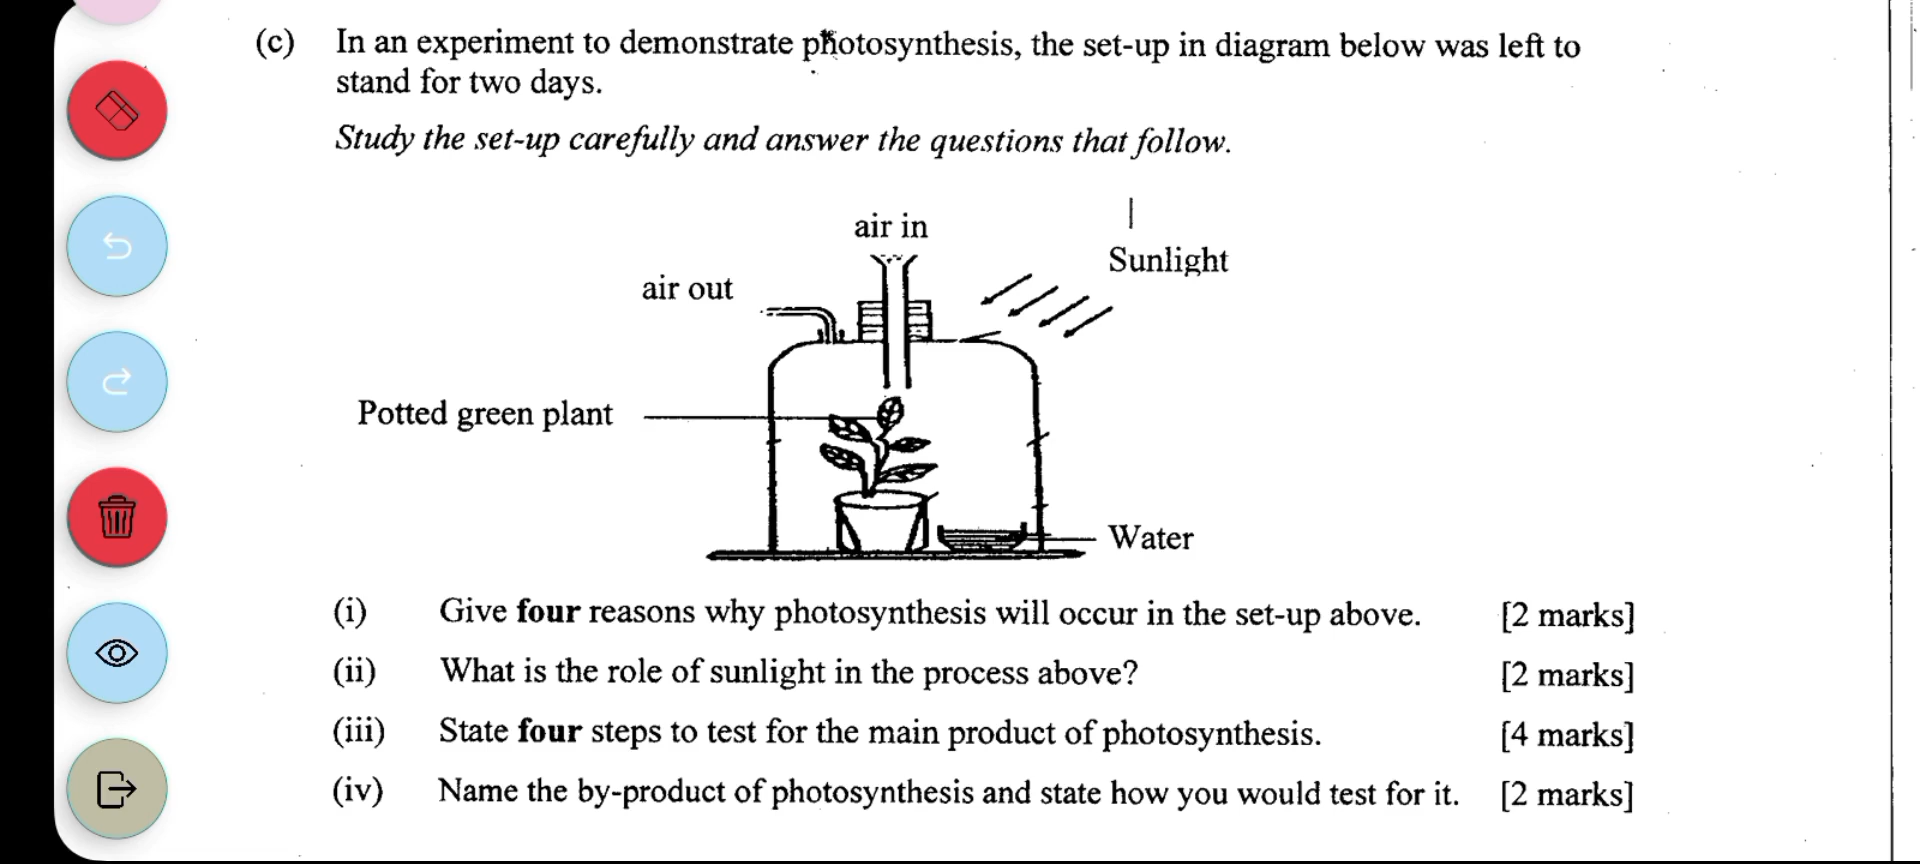 (c) In an experiment to demonstrate photosynthesis, the set-up in diagram below was left to
stand for two days.
Study the set-up carefully and answer the questions that follow.
air in
Sunlight
air out
Potted green plant
Water
(i) Give four reasons why photosynthesis will occur in the set-up above. [2 marks]
(ii) What is the role of sunlight in the process above? [2 marks]
(iii) State four steps to test for the main product of photosynthesis. [4 marks]
(iv) Name the by-product of photosynthesis and state how you would test for it. [2 marks]